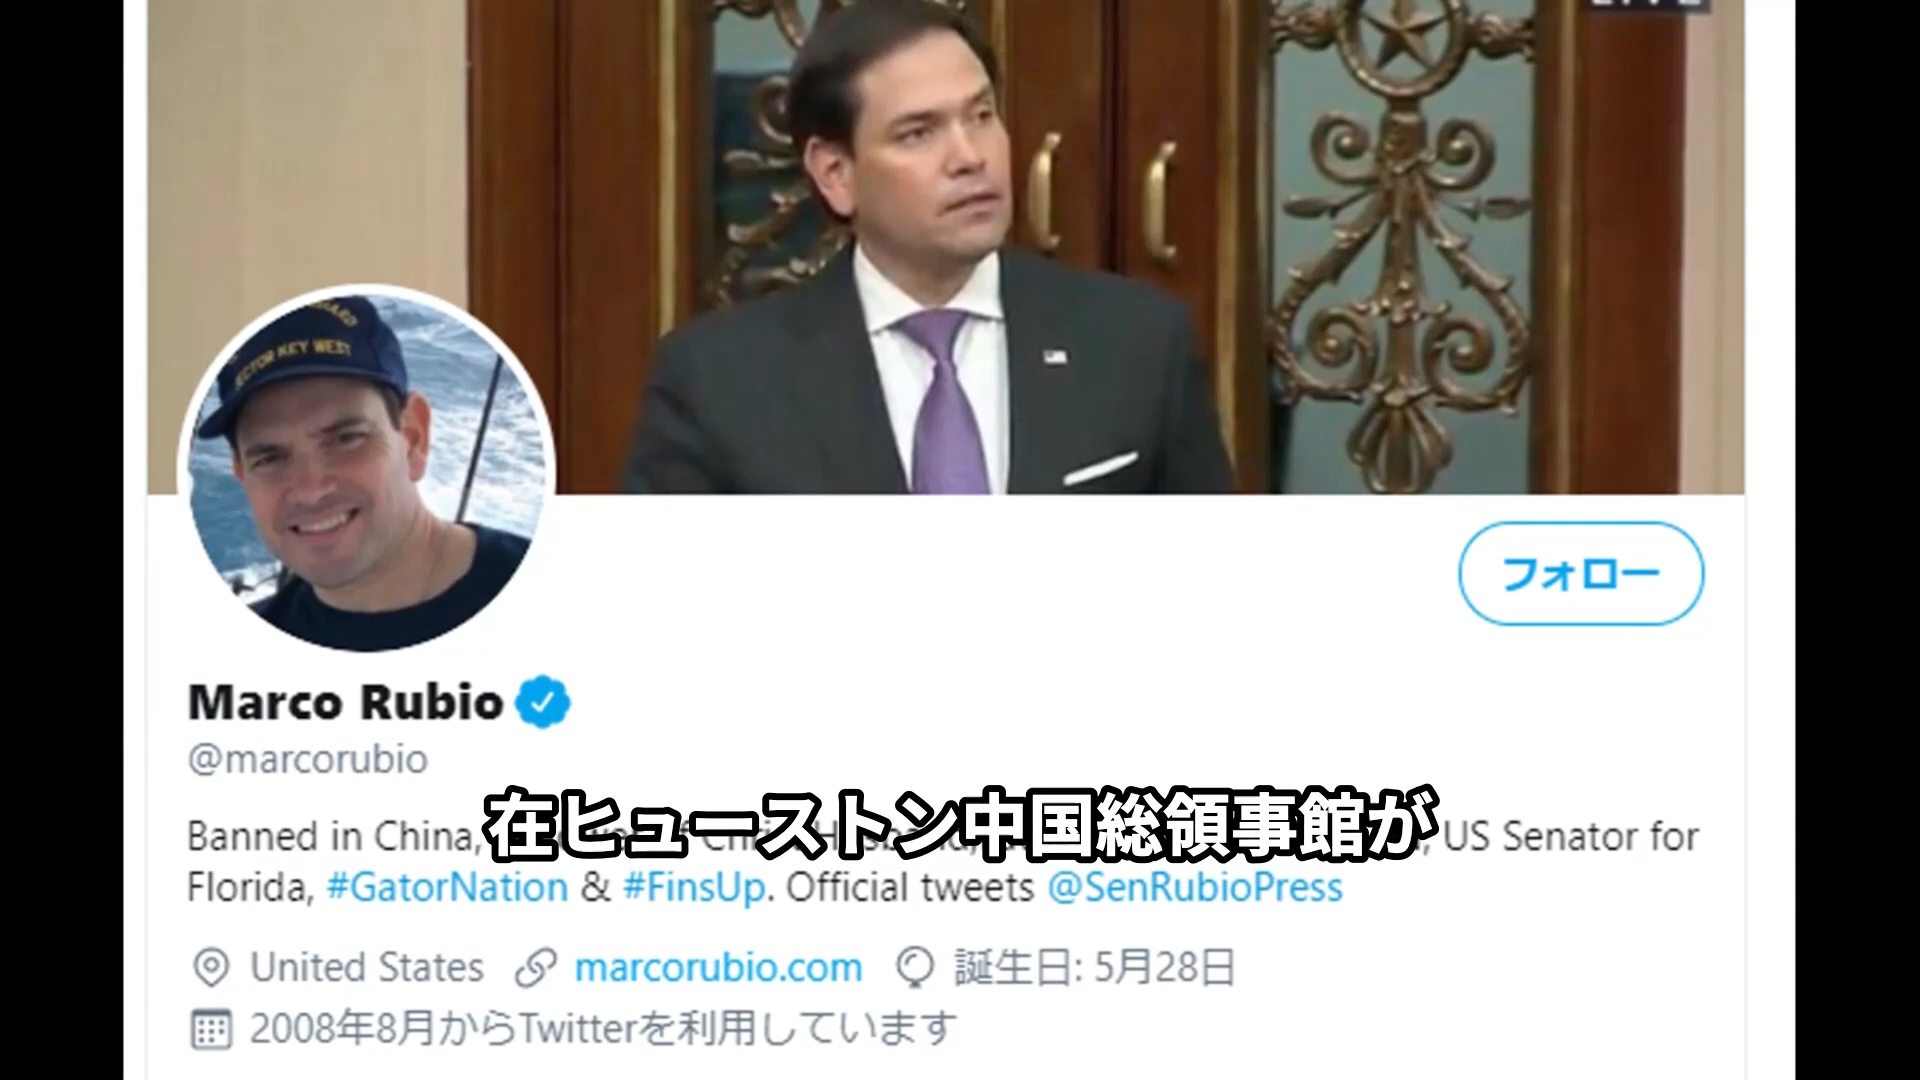 KEY WEST
フォロー
Marco Rubio
@marcorubio
在ヒューストン中国総領事館が
Banned in China, US Senator for
Florida, #GatorNation & #FinsUp. Official tweets @SenRubioPress
United States marcorubio.com 誕生日: 5月28日
2008年8月からTwitterを利用しています